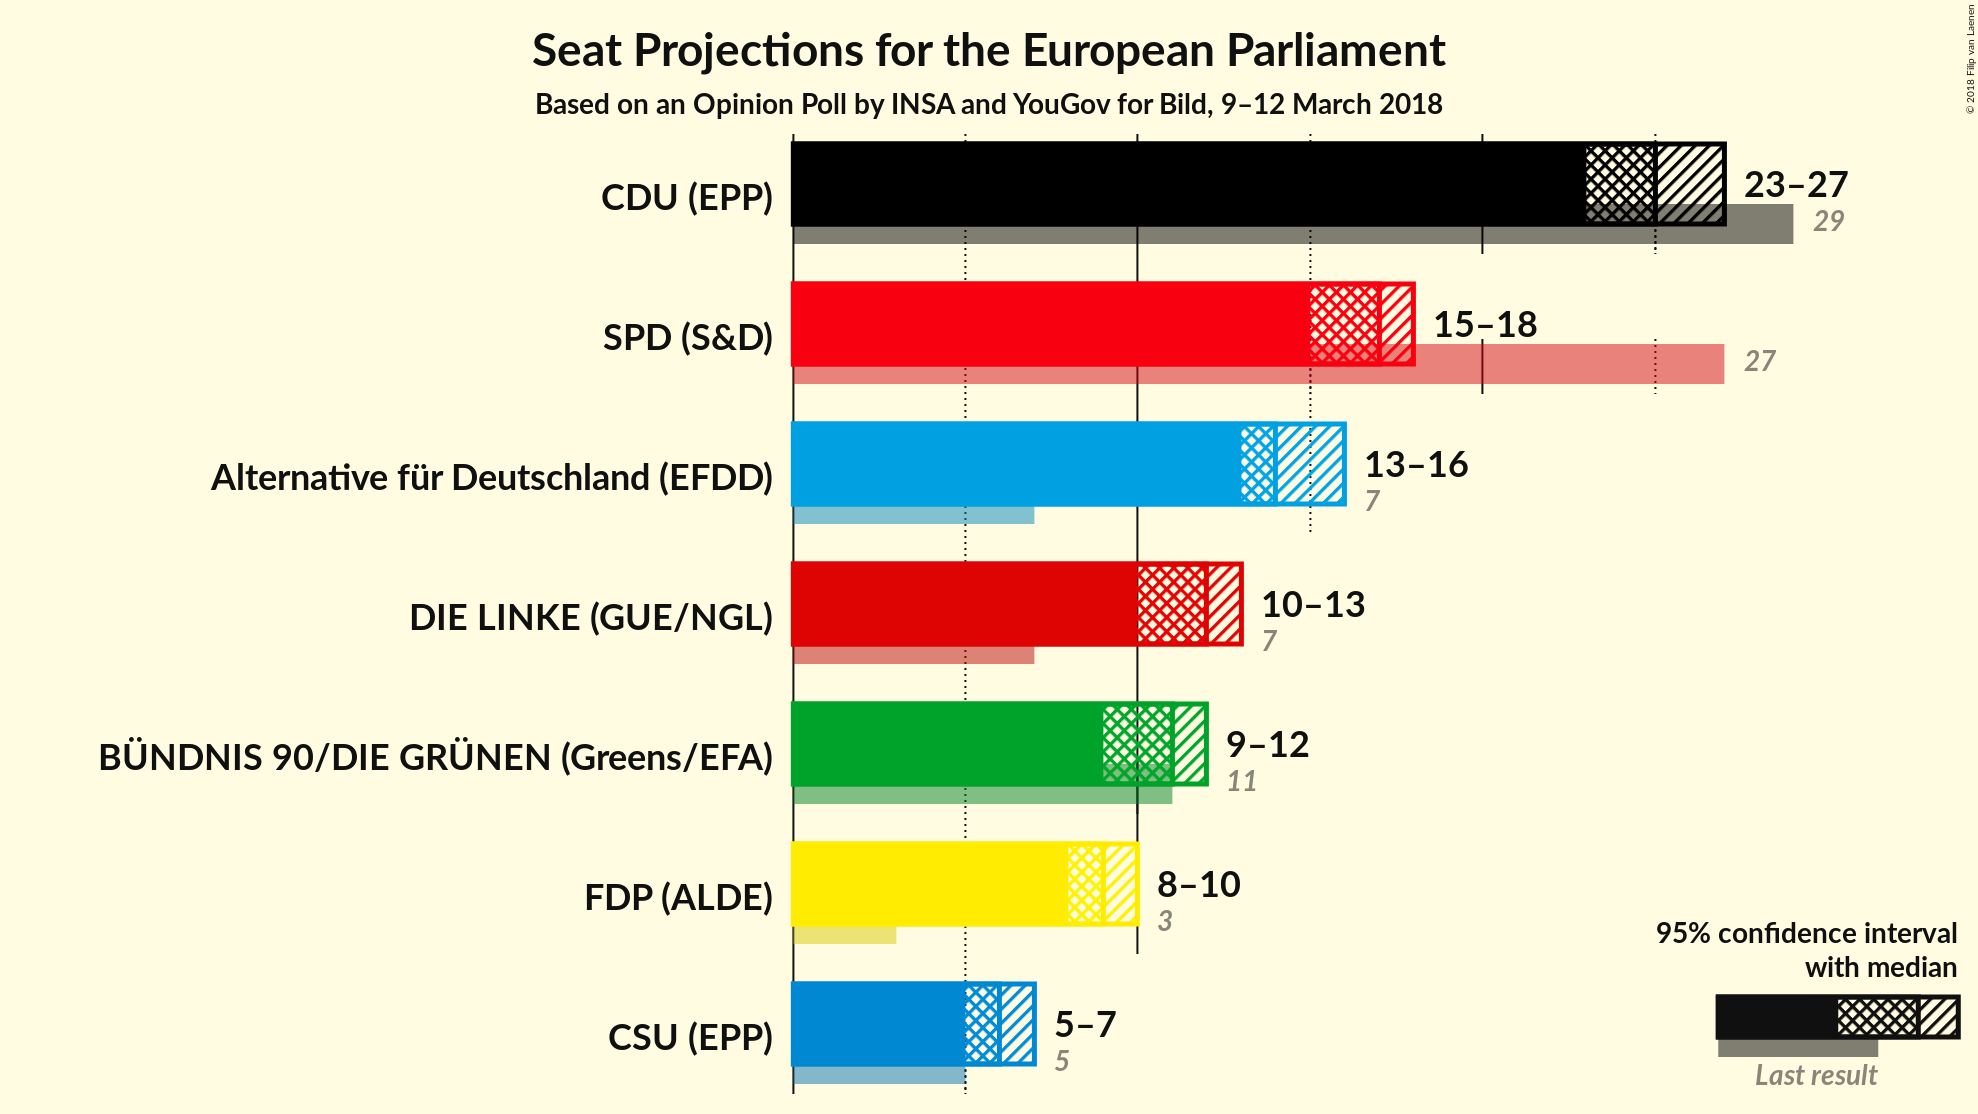 Seat Projections for the European Parliament
Based on an Opinion Poll by INSA and YouGov for Bild, 9–12 March 2018
© 2018 Filip van Laenen
CDU (EPP)
23–27
29
SPD (S&D)
15–18
27
Alternative für Deutschland (EFDD)
13–16
7
DIE LINKE (GUE/NGL)
10–13
7
BÜNDNIS 90/DIE GRÜNEN (Greens/EFA)
9–12
11
FDP (ALDE)
8–10
3
CSU (EPP)
5–7
5
95% confidence interval
with median
Last result